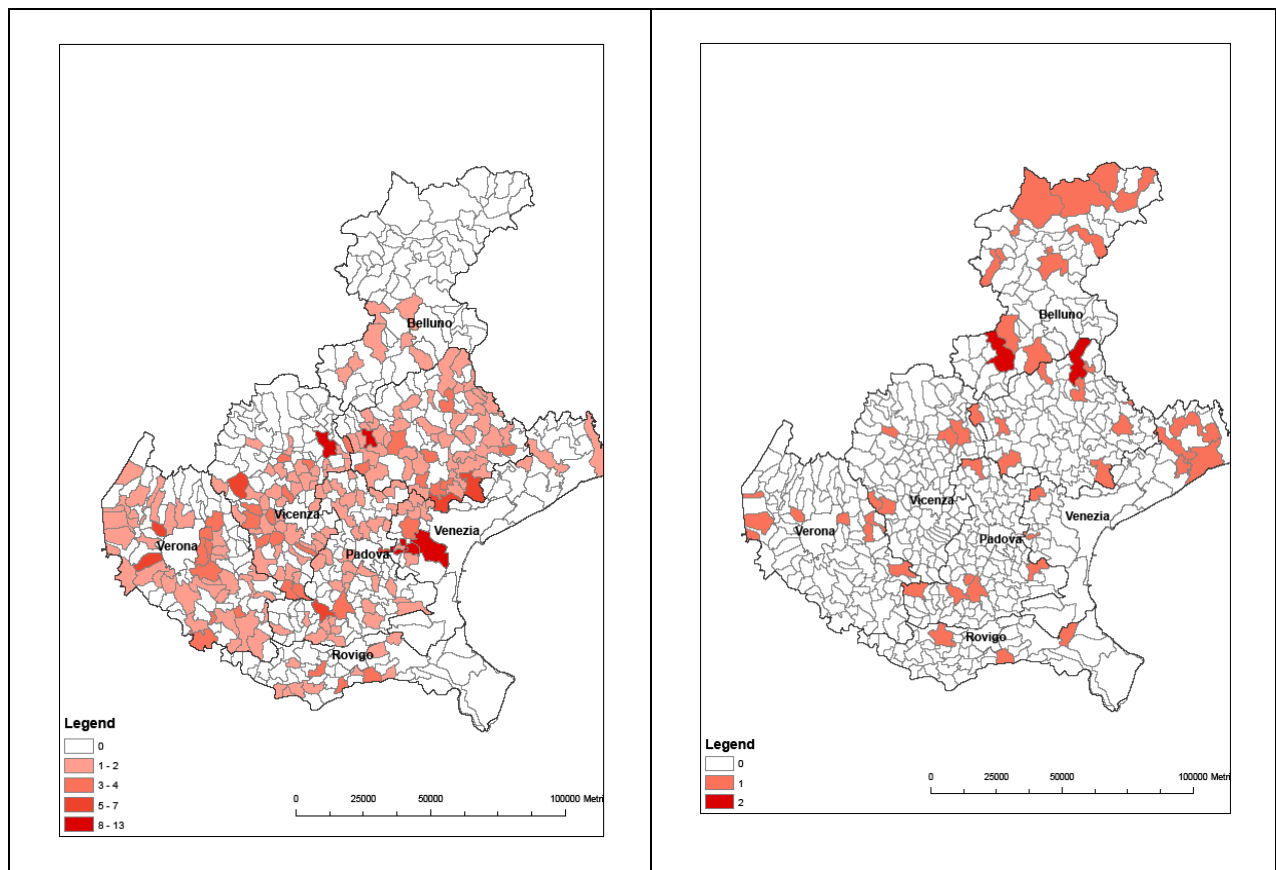 Belluno
Vicenza
Venezia
Verona
Padova
Rovigo
Legend
0
1 - 2
3 - 4
5 - 7
8 - 13
0 25000 50000 100000 Metri
Belluno
Vicenza
Venezia
Verona
Padova
Rovigo
Legend
0
1
2
0 25000 50000 100000 Metri